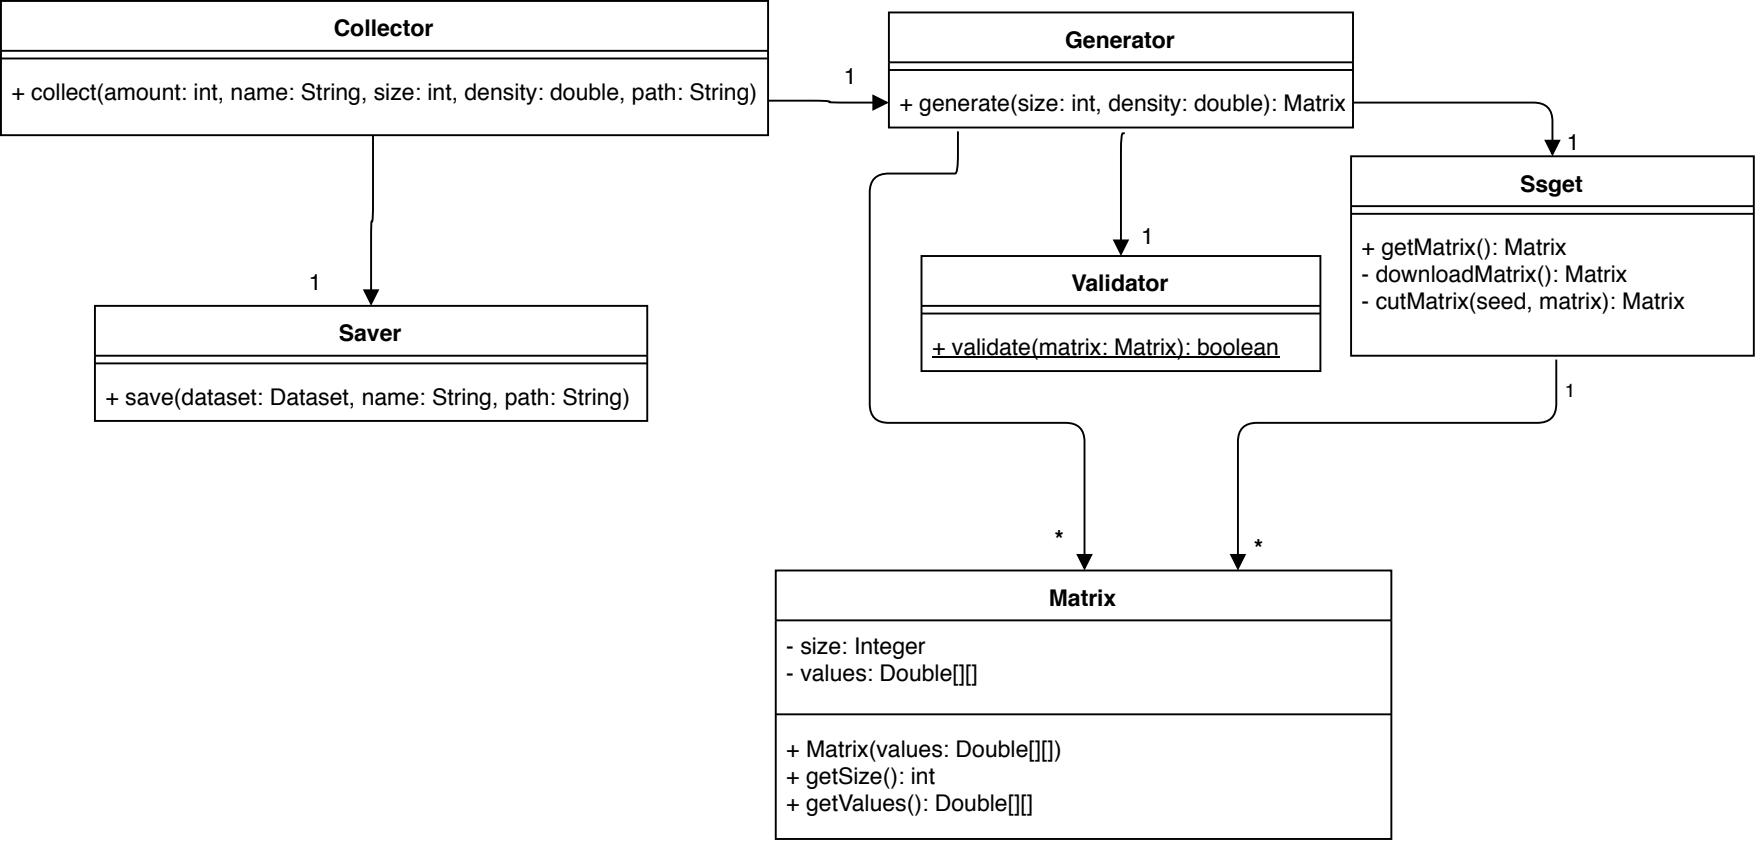 Collector
+ collect(amount: int, name: String, size: int, density: double, path: String)
1
Generator
+ generate(size: int, density: double): Matrix
1
Ssget
+ getMatrix(): Matrix
- downloadMatrix(): Matrix
- cutMatrix(seed, matrix): Matrix
1
Validator
+ validate(matrix: Matrix): boolean
1
Saver
+ save(dataset: Dataset, name: String, path: String)
1
*
*
Matrix
- size: Integer
- values: Double[][]
+ Matrix(values: Double[][])
+ getSize(): int
+ getValues(): Double[][]